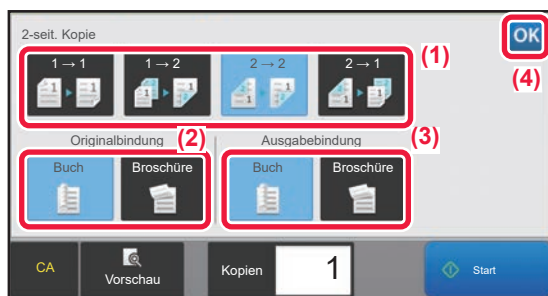 2-seit. Kopie
OK
1 → 1
1 → 2
2 → 2
2 → 1
(1)
(4)
Originalbindung
(2)
Ausgabebindung
(3)
Buch
Broschüre
Buch
Broschüre
CA
Vorschau
Kopien
1
Start